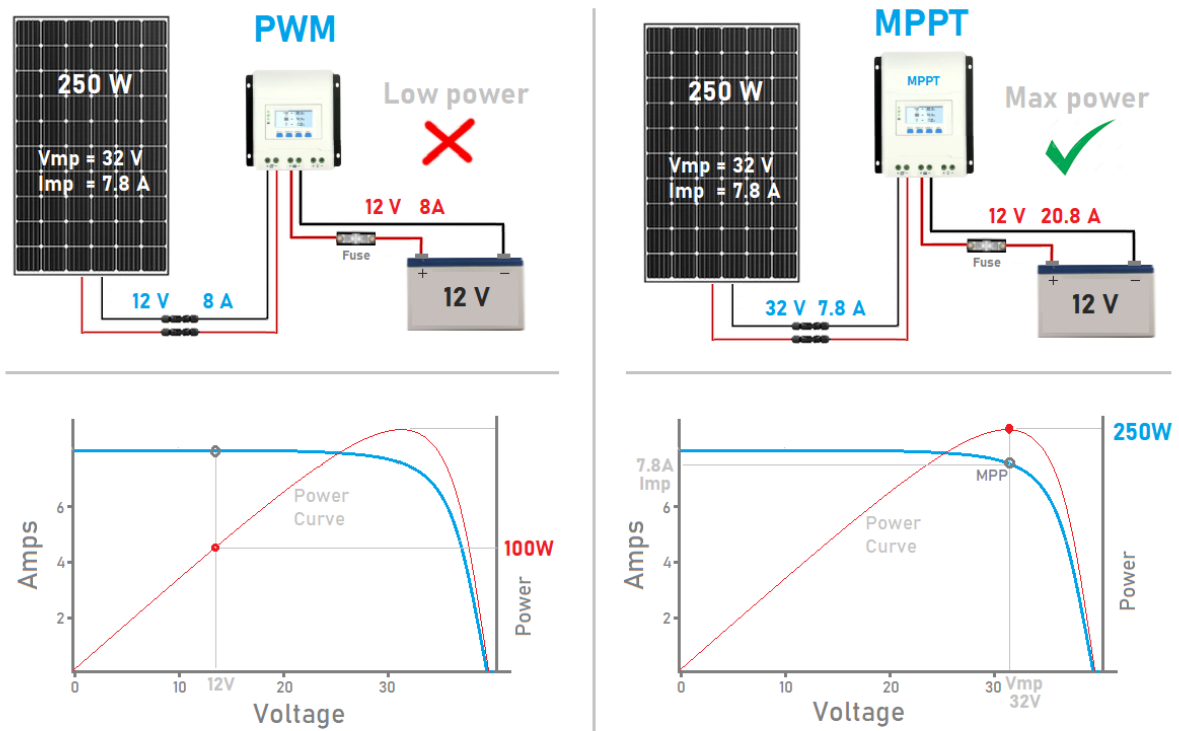 PWM
250 W
Vmp = 32 V
Imp = 7.8 A
Low power
12 V 8A
Fuse
+ −
12 V
12 V 8 A
MPPT
250 W
Vmp = 32 V
Imp = 7.8 A
MPPT
Max power
12 V 20.8 A
Fuse
+ −
12 V
32 V 7.8 A
Amps
6
4
2
Power
Curve
100W
Power
0 10 12V 20 30
Voltage
250W
7.8A
Imp
MPP
Amps
6
4
2
Power
Curve
Power
0 10 20 30 Vmp
32V
Voltage